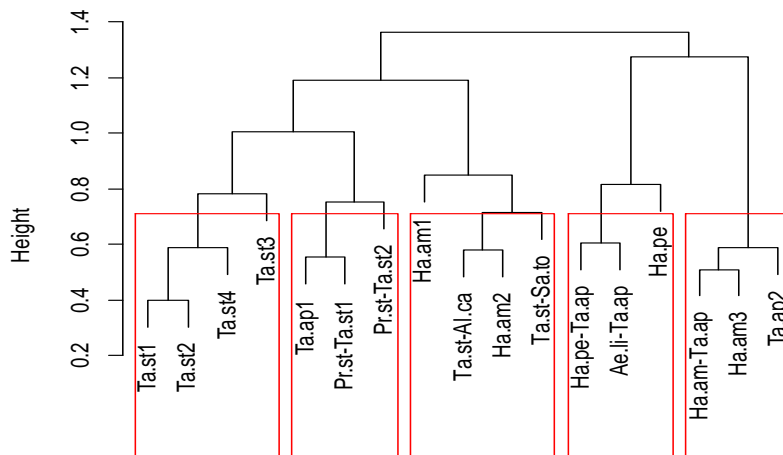 Height
1.4
1.2
1.0
0.8
0.6
0.4
0.2
Ta.st1
Ta.st2
Ta.st4
Ta.st3
Ta.ap1
Pr.st-Ta.st1
Pr.st-Ta.st2
Ha.am1
Ta.st-Al.ca
Ha.am2
Ta.st-Sa.to
Ha.pe-Ta.ap
Ae.li-Ta.ap
Ha.pe
Ha.am-Ta.ap
Ha.am3
Ta.ap2